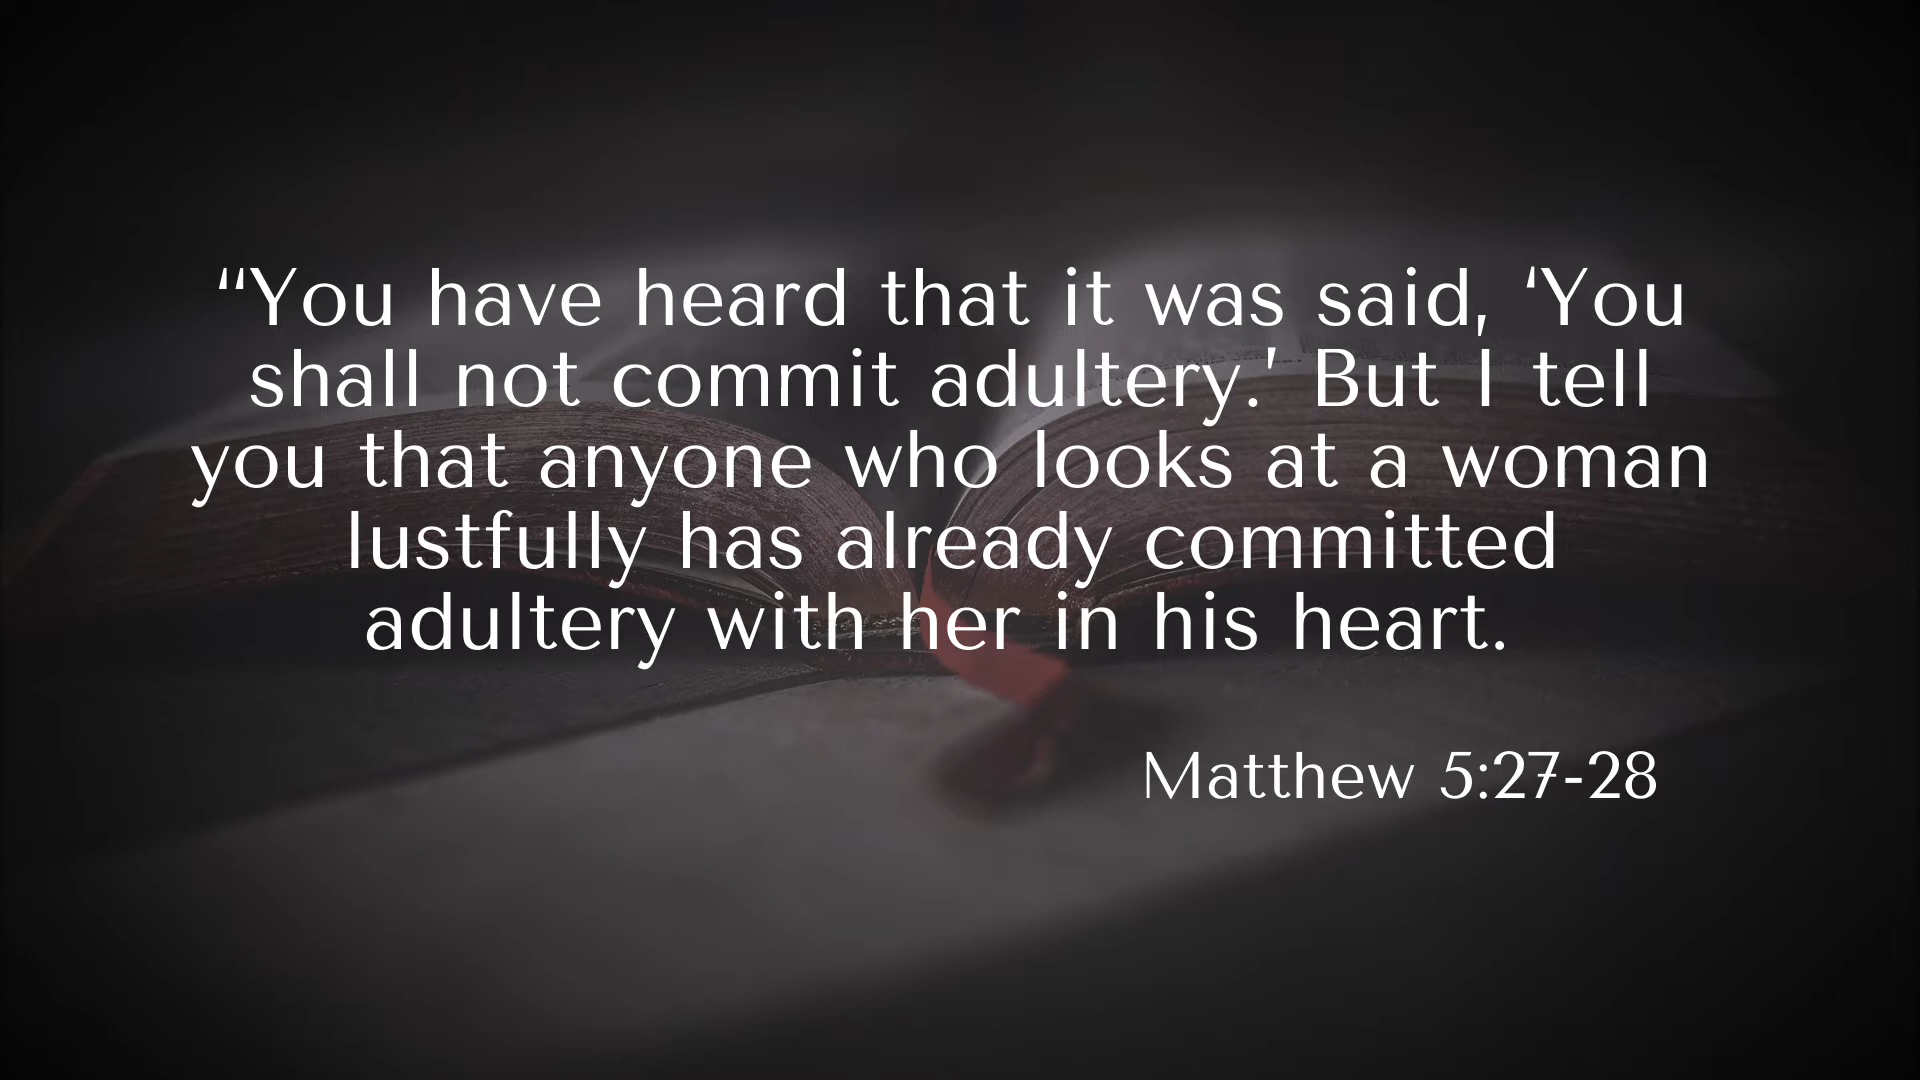 “You have heard that it was said, ‘You
shall not commit adultery.’ But I tell
you that anyone who looks at a woman
lustfully has already committed
adultery with her in his heart.
Matthew 5:27-28